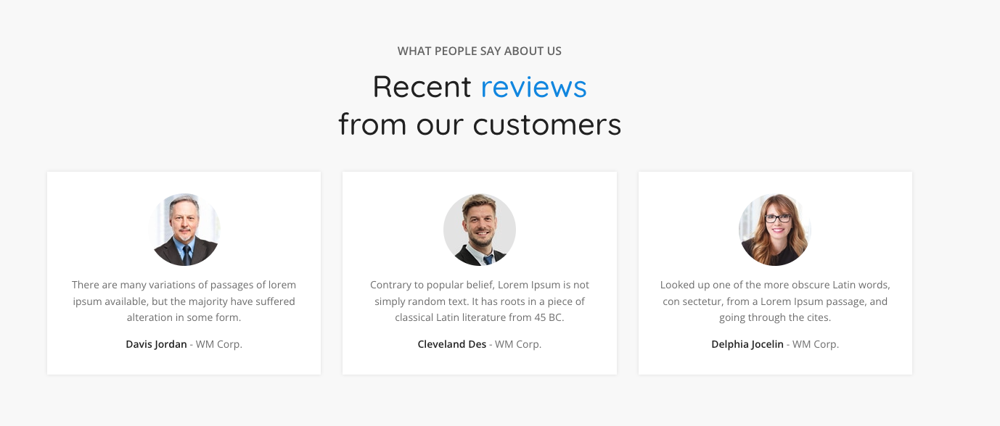 WHAT PEOPLE SAY ABOUT US
Recent reviews
from our customers
There are many variations of passages of lorem
ipsum available, but the majority have suffered
alteration in some form.
Davis Jordan - WM Corp.
Contrary to popular belief, Lorem Ipsum is not
simply random text. It has roots in a piece of
classical Latin literature from 45 BC.
Cleveland Des - WM Corp.
Looked up one of the more obscure Latin words,
con sectetur, from a Lorem Ipsum passage, and
going through the cites.
Delphia Jocelin - WM Corp.